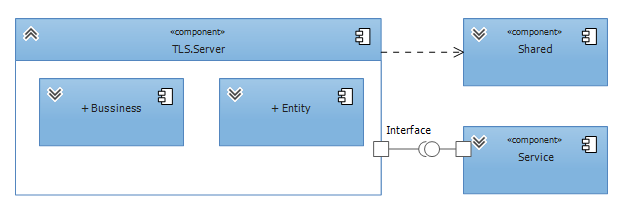 «component»
TLS.Server
+ Bussiness
+ Entity
«component»
Shared
Interface
«component»
Service